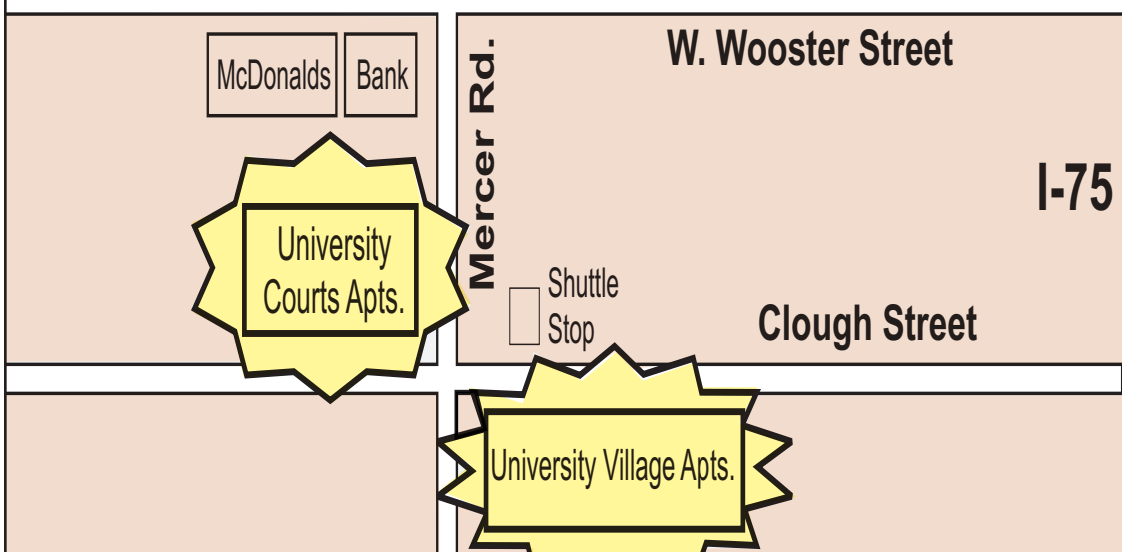 W. Wooster Street
McDonalds
Bank
Mercer Rd.
I-75
University
Courts Apts.
Shuttle
Stop
Clough Street
University Village Apts.